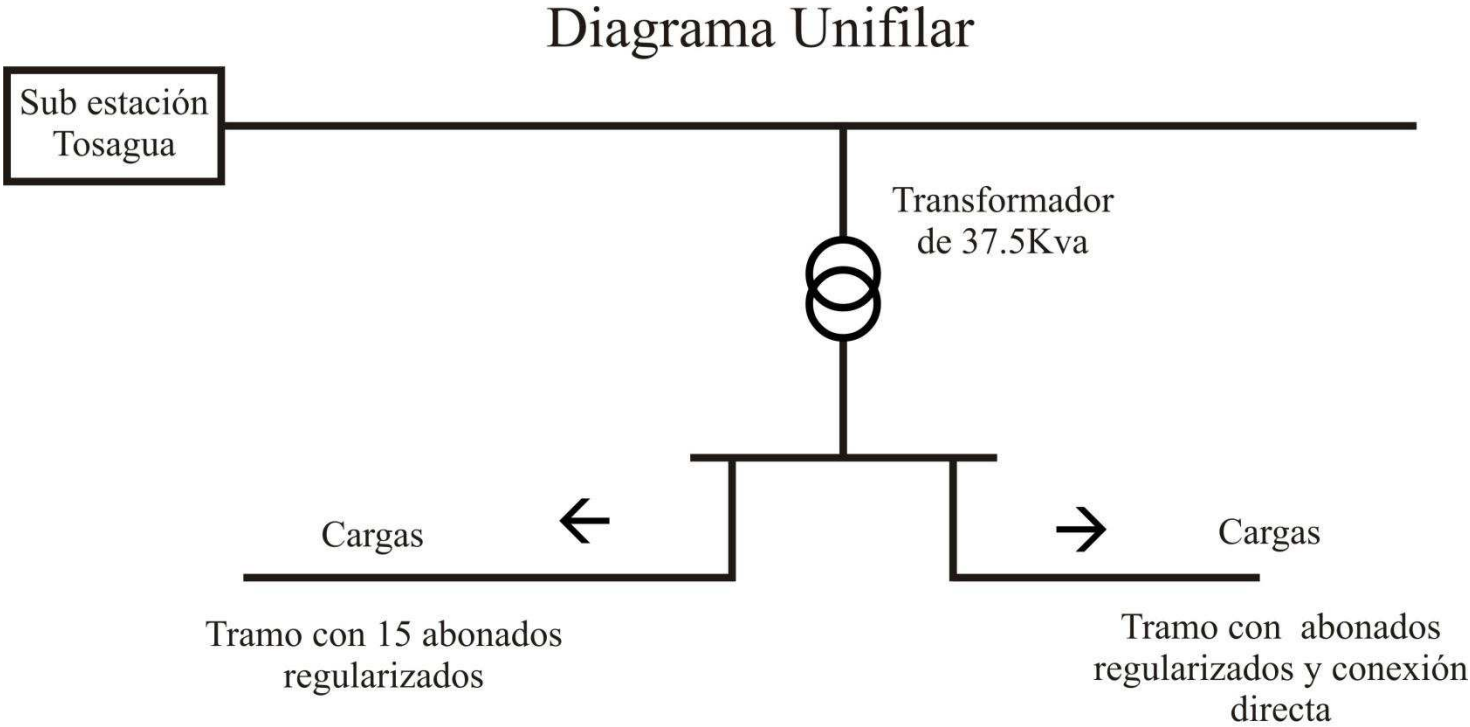 Diagrama Unifilar
Sub estación
Tosagua
Transformador
de 37.5Kva
Cargas
Cargas
Tramo con 15 abonados
regularizados
Tramo con abonados
regularizados y conexión
directa